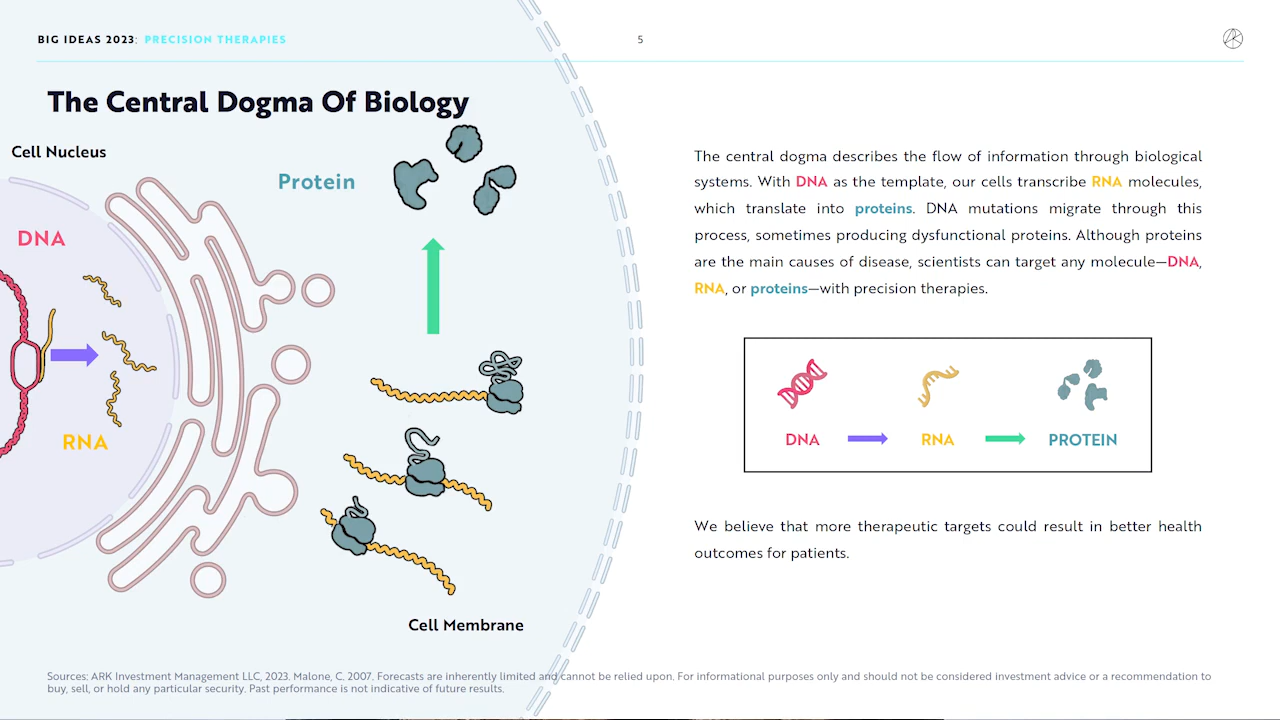 BIG IDEAS 2023: PRECISION THERAPIES
5
The Central Dogma Of Biology
Cell Nucleus
Protein
DNA
RNA
Cell Membrane
The central dogma describes the flow of information through biological
systems. With DNA as the template, our cells transcribe RNA molecules,
which translate into proteins. DNA mutations migrate through this
process, sometimes producing dysfunctional proteins. Although proteins
are the main causes of disease, scientists can target any molecule—DNA,
RNA, or proteins—with precision therapies.
DNA RNA PROTEIN
We believe that more therapeutic targets could result in better health
outcomes for patients.
Sources: ARK Investment Management LLC, 2023. Malone, C. 2007. Forecasts are inherently limited and cannot be relied upon. For informational purposes only and should not be considered investment advice or a recommendation to
buy, sell, or hold any particular security. Past performance is not indicative of future results.